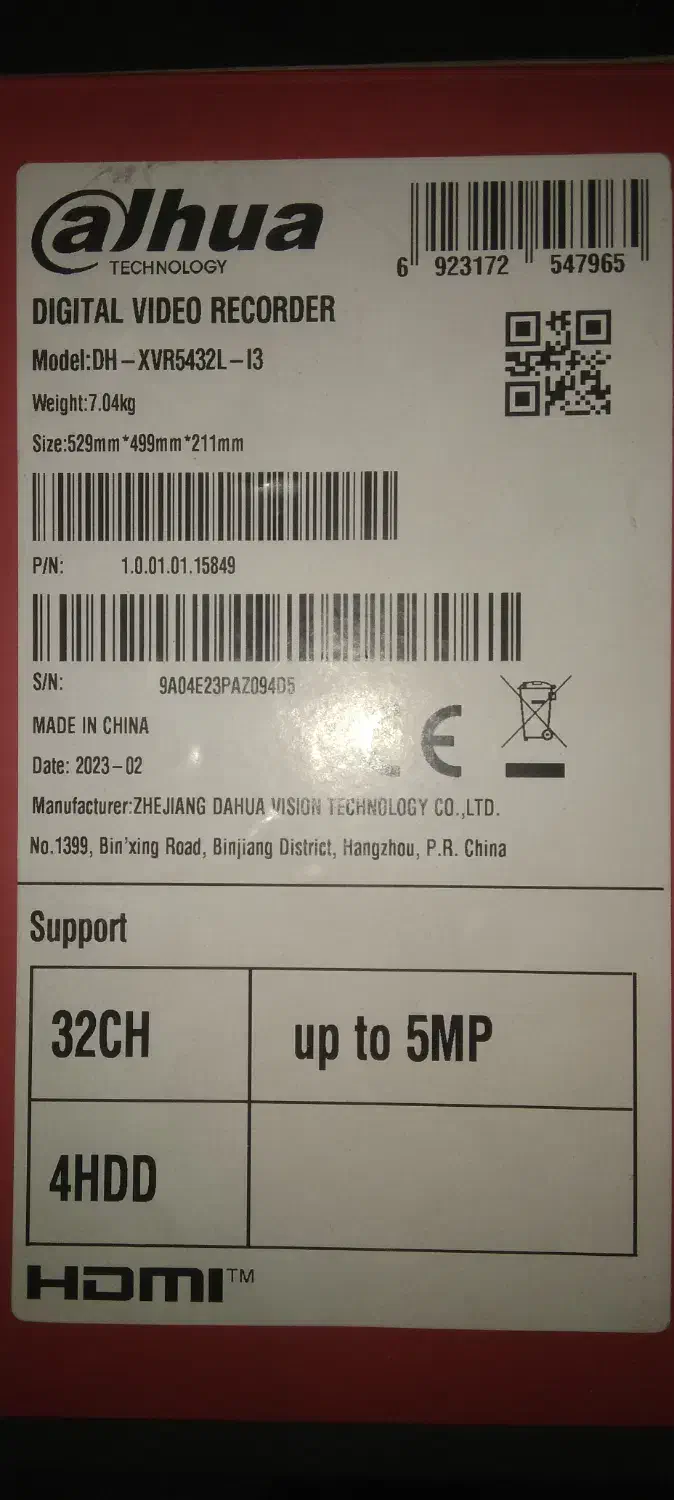 alhua
TECHNOLOGY
6 923172 547965
DIGITAL VIDEO RECORDER
Model:DH-XVR5432L-I3
Weight:7.04kg
Size:529mm*499mm*211mm
P/N: 1.0.01.01.15849
S/N: 9A04E23PAZ094D5
MADE IN CHINA
CE
Date: 2023-02
Manufacturer:ZHEJIANG DAHUA VISION TECHNOLOGY CO.,LTD.
No.1399, Bin'xing Road, Binjiang District, Hangzhou, P.R. China
Support
32CH up to 5MP
4HDD
HDMI™